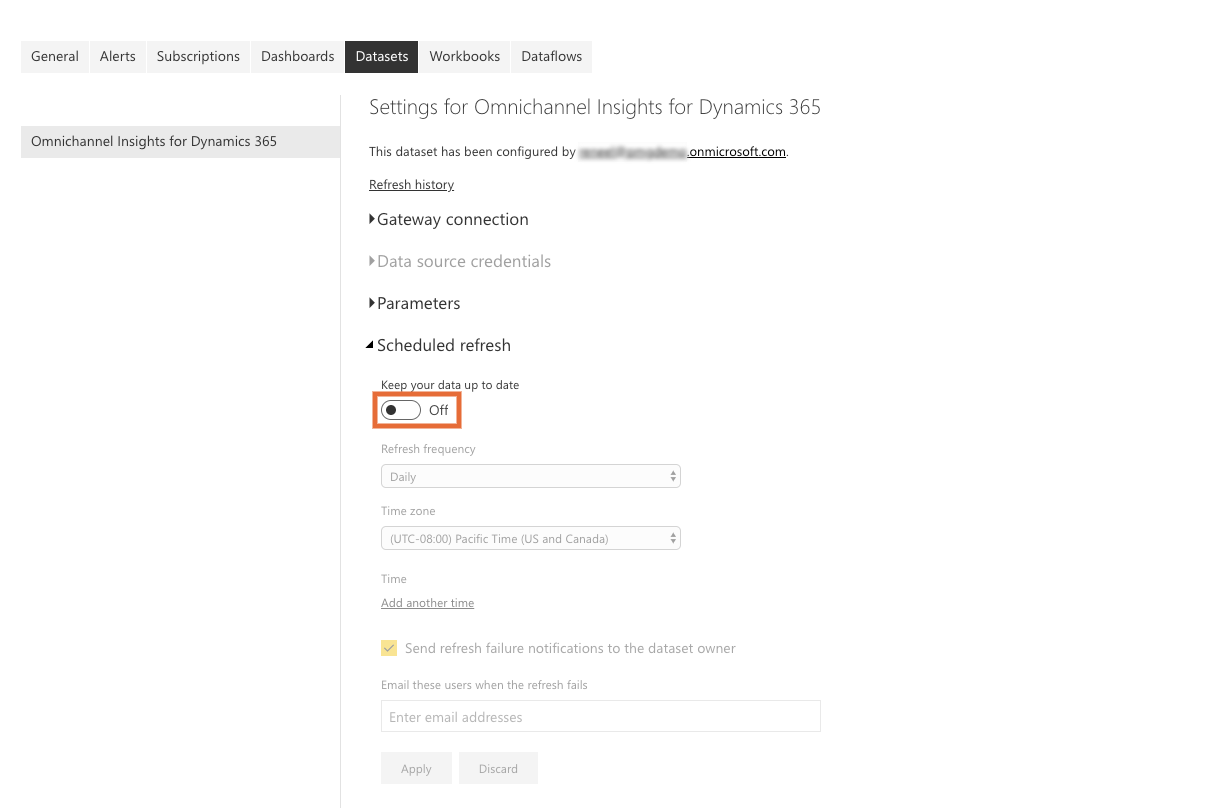 General Alerts Subscriptions Dashboards Datasets Workbooks Dataflows
Omnichannel Insights for Dynamics 365
Settings for Omnichannel Insights for Dynamics 365
This dataset has been configured by .onmicrosoft.com.
Refresh history
Gateway connection
Data source credentials
Parameters
Scheduled refresh
Keep your data up to date
Off
Refresh frequency
Daily
Time zone
(UTC-08:00) Pacific Time (US and Canada)
Time
Add another time
Send refresh failure notifications to the dataset owner
Email these users when the refresh fails
Enter email addresses
Apply Discard